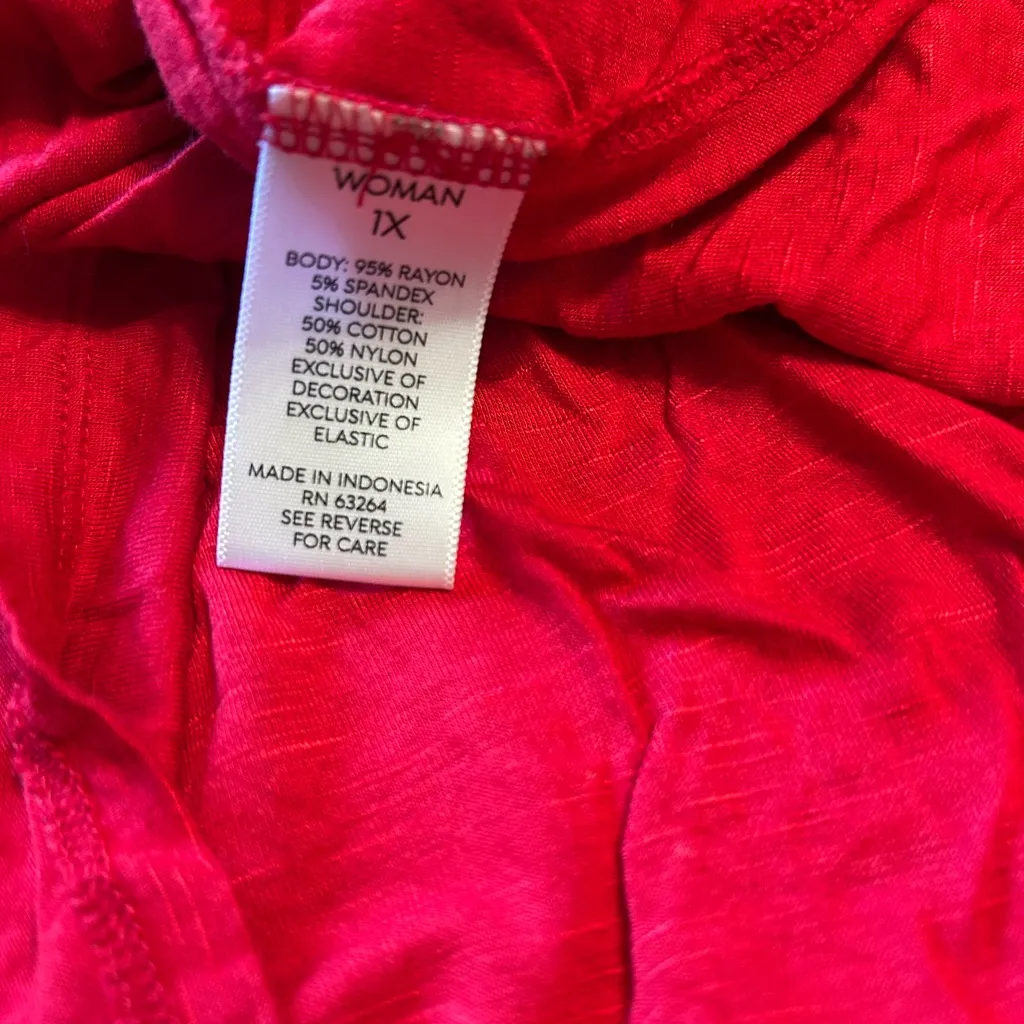 WOMAN
1X
BODY: 95% RAYON
5% SPANDEX
SHOULDER:
50% COTTON
50% NYLON
EXCLUSIVE OF
DECORATION
EXCLUSIVE OF
ELASTIC
MADE IN INDONESIA
RN 63264
SEE REVERSE
FOR CARE